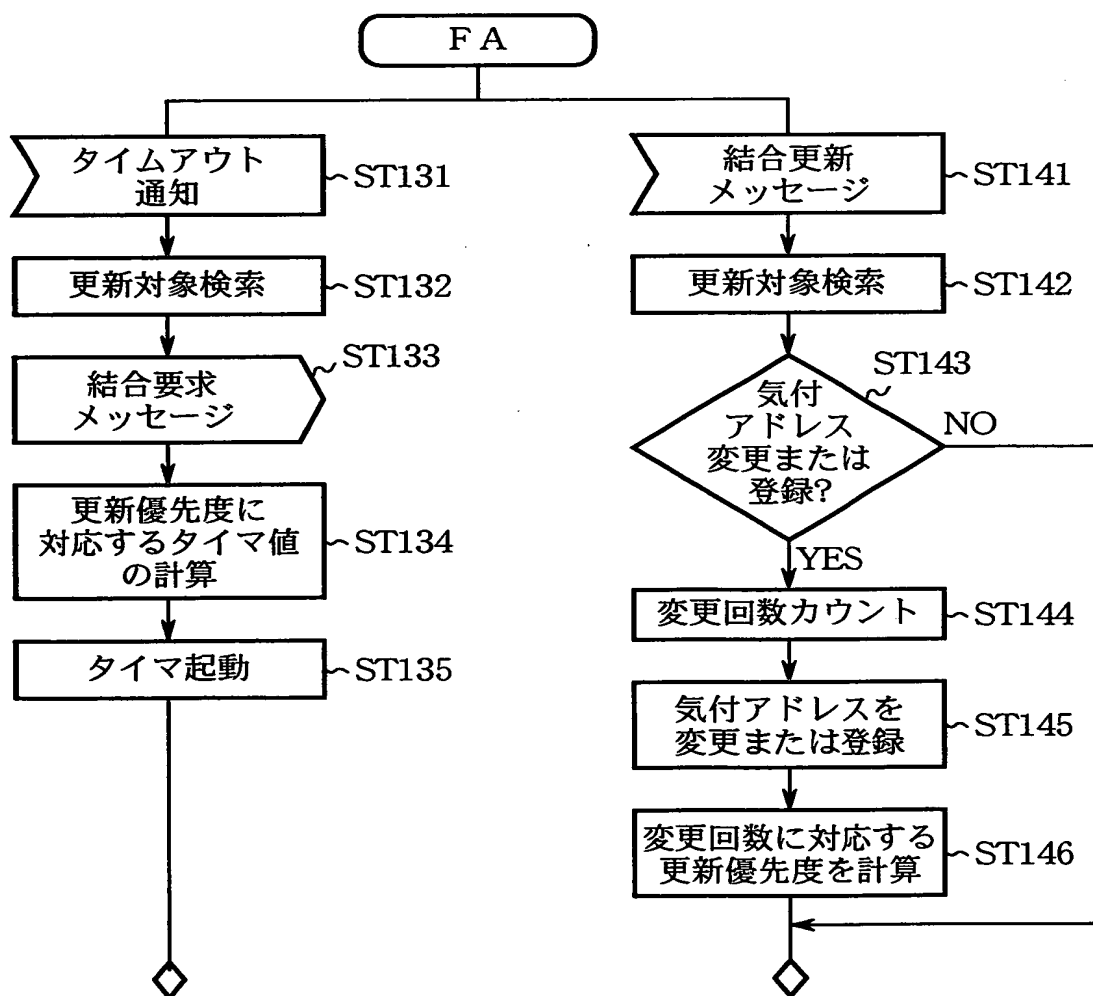 FA
タイムアウト
通知
ST131
更新対象検索
ST132
結合要求
メッセージ
ST133
更新優先度に
対応するタイマ値
の計算
ST134
タイマ起動
ST135
結合更新
メッセージ
ST141
更新対象検索
ST142
気付
アドレス
変更または
登録?
ST143
NO
YES
変更回数カウント
ST144
気付アドレスを
変更または登録
ST145
変更回数に対応する
更新優先度を計算
ST146